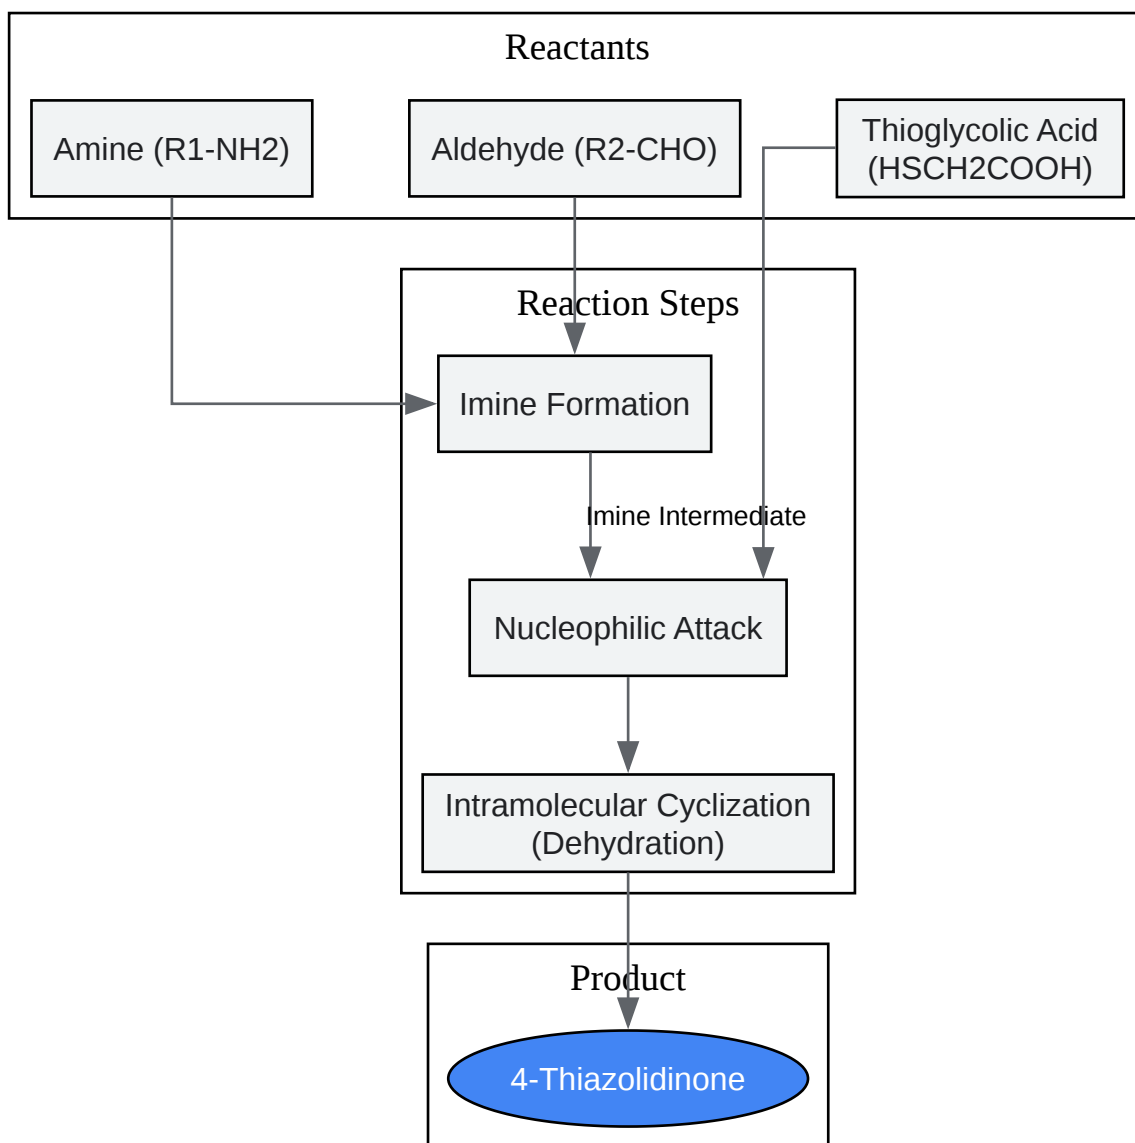 Reactants
Amine (R1-NH2)
Aldehyde (R2-CHO)
Thioglycolic Acid
(HSCH2COOH)
Reaction Steps
Imine Formation
Imine Intermediate
Nucleophilic Attack
Intramolecular Cyclization
(Dehydration)
Product
4-Thiazolidinone